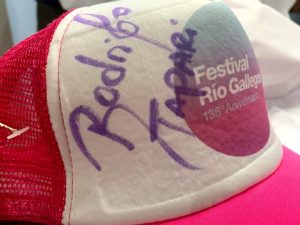 Rodrigo
TAPARI.
Festival
Río Gallegos
136° Aniversario